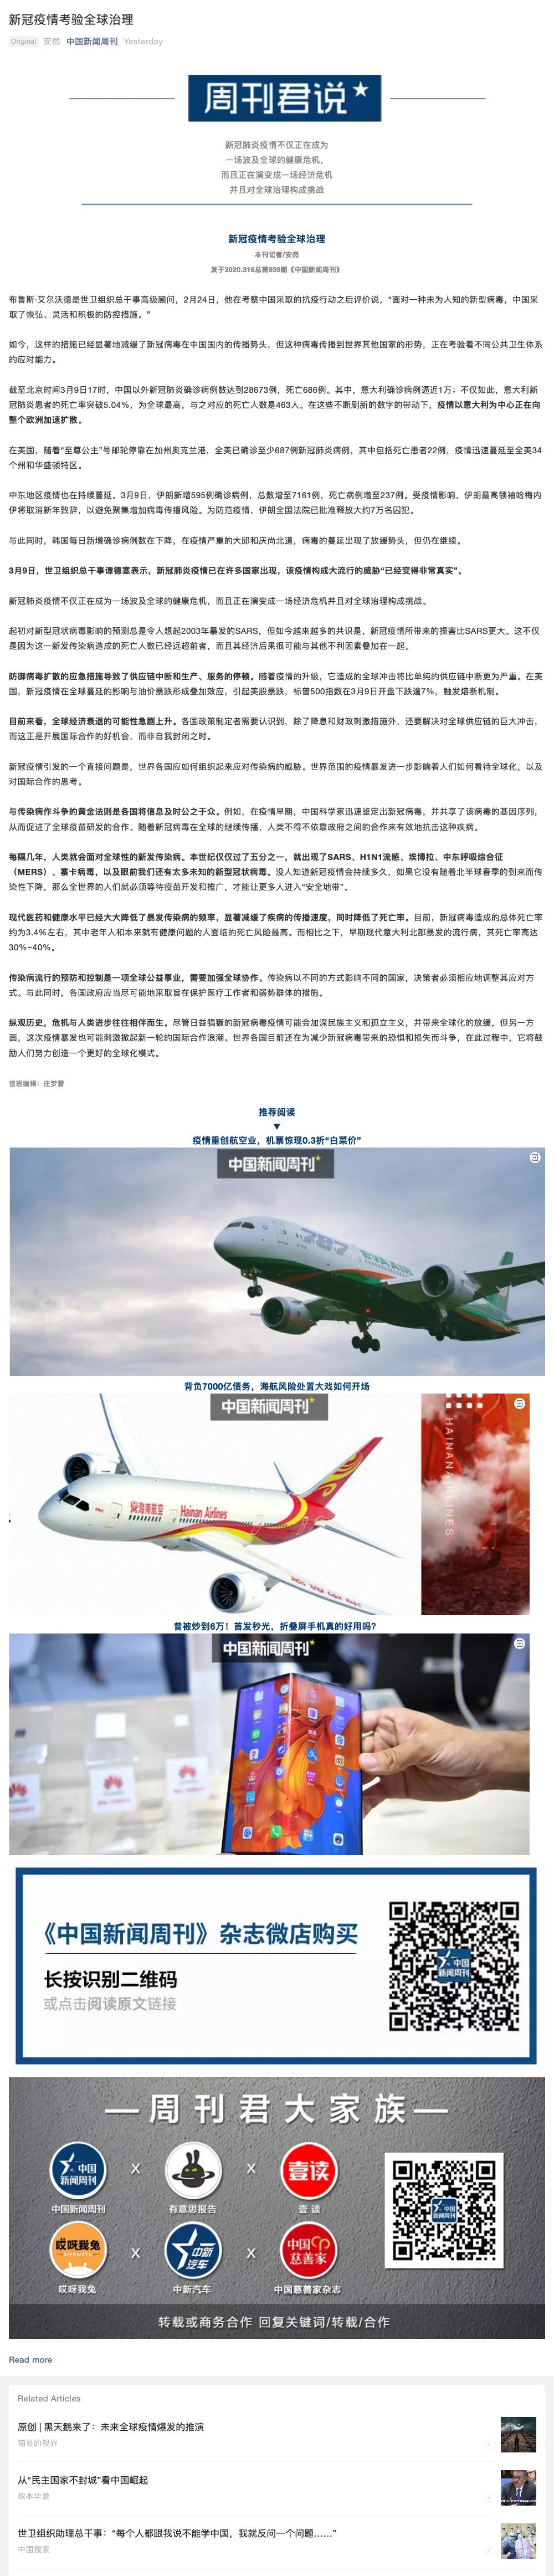 新冠疫情考验全球治理
Original 安然 中国新闻周刊 Yesterday
周刊君说
新冠肺炎疫情不仅正在成为
一场波及全球的健康危机，
而且正在演变成一场经济危机
并且对全球治理构成挑战
新冠疫情考验全球治理
本刊记者/安然
发于2020.3.16总第939期《中国新闻周刊》
布鲁斯·艾尔沃德是世卫组织总干事高级顾问，2月24日，他在考察中国采取的抗疫行动之后评价说，“面对一种未为人知的新型病毒，中国采
取了恢弘、灵活和积极的防控措施。”
如今，这样的措施已经显著地减缓了新冠病毒在中国国内的传播势头，但这种病毒传播到世界其他国家的形势，正在考验着不同公共卫生体系
的应对能力。
截至北京时间3月9日17时，中国以外新冠肺炎确诊病例数达到28673例，死亡686例。其中，意大利确诊病例逼近1万；不仅如此，意大利新
冠肺炎患者的死亡率突破5.04%，为全球最高，与之对应的死亡人数是463人。在这些不断刷新的数字的带动下，疫情以意大利为中心正在向
整个欧洲加速扩散。
在美国，随着“至尊公主”号邮轮停靠在加州奥克兰港，全美已确诊至少687例新冠肺炎病例，其中包括死亡患者22例，疫情迅速蔓延至全美34
个州和华盛顿特区。
中东地区疫情也在持续蔓延。3月9日，伊朗新增595例确诊病例，总数增至7161例，死亡病例增至237例。受疫情影响，伊朗最高领袖哈梅内
伊将取消新年致辞，以避免聚集增加病毒传播风险。为防范疫情，伊朗全国法院已批准释放大约7万名囚犯。
与此同时，韩国每日新增确诊病例数在下降，在疫情严重的大邱和庆尚北道，病毒的蔓延出现了放缓势头，但仍在继续。
3月9日，世卫组织总干事谭德塞表示，新冠肺炎疫情已在许多国家出现，该疫情构成大流行的威胁“已经变得非常真实”。
新冠肺炎疫情不仅正在成为一场波及全球的健康危机，而且正在演变成一场经济危机并且对全球治理构成挑战。
起初对新型冠状病毒影响的预测总是令人想起2003年暴发的SARS，但如今越来越多的共识是，新冠疫情所带来的损害比SARS更大。这不仅
是因为这一新发传染病造成的死亡人数已经远超前者，而且其经济后果很可能与其他不利因素叠加在一起。
防御病毒扩散的应急措施导致了供应链中断和生产、服务的停顿。随着疫情的升级，它造成的全球冲击将比单纯的供应链中断更为严重。在美
国，新冠疫情在全球蔓延的影响与油价暴跌形成叠加效应，引起美股暴跌，标普500指数在3月9日开盘下跌逾7%，触发熔断机制。
目前来看，全球经济衰退的可能性急剧上升。各国政策制定者需要认识到，除了降息和财政刺激措施外，还要解决对全球供应链的巨大冲击，
而这正是开展国际合作的好机会，而非自我封闭之时。
新冠疫情引发的一个直接问题是，世界各国应如何组织起来应对传染病的威胁。世界范围的疫情暴发进一步影响着人们如何看待全球化，以及
对国际合作的思考。
与传染病作斗争的黄金法则是各国将信息及时公之于众。例如，在疫情早期，中国科学家迅速鉴定出新冠病毒，并共享了该病毒的基因序列，
从而促进了全球疫苗研发的合作。随着新冠病毒在全球的继续传播，人类不得不依靠政府之间的合作来有效地抗击这种疾病。
每隔几年，人类就会面对全球性的新发传染病。本世纪仅仅过了五分之一，就出现了SARS、H1N1流感、埃博拉、中东呼吸综合征
（MERS）、寨卡病毒，以及眼前我们还有太多未知的新型冠状病毒。没人知道新冠疫情会持续多久，如果它没有随着北半球春季的到来而传
染性下降，那么全世界的人们就必须等待疫苗开发和推广，才能让更多人进入“安全地带”。
现代医药和健康水平已经大大降低了暴发传染病的频率，显著减缓了疾病的传播速度，同时降低了死亡率。目前，新冠病毒造成的总体死亡率
约为3.4%左右，其中老年人和本来就有健康问题的人面临的死亡风险最高。而相比之下，早期现代意大利北部暴发的流行病，其死亡率高达
30%~40%。
传染病流行的预防和控制是一项全球公益事业，需要加强全球协作。传染病以不同的方式影响不同的国家，决策者必须相应地调整其应对方
式。与此同时，各国政府应当尽可能地采取旨在保护医疗工作者和弱势群体的措施。
纵观历史，危机与人类进步往往相伴而生。尽管日益猖獗的新冠病毒疫情可能会加深民族主义和孤立主义，并带来全球化的放缓，但另一方
面，这次疫情暴发也可能刺激掀起新一轮的国际合作浪潮。世界各国目前还在为减少新冠病毒带来的恐惧和损失而斗争，在此过程中，它将鼓
励人们努力创造一个更好的全球化模式。
值班编辑：庄梦蕾
推荐阅读
▼
疫情重创航空业，机票惊现0.3折“白菜价”
中国新闻周刊
787 EVA AIR
背负7000亿债务，海航风险处置大戏如何开场
中国新闻周刊
海南航空 Hainan Airlines
HAINAN AIRLINES
曾被炒到6万！首发秒光，折叠屏手机真的好用吗？
中国新闻周刊
《中国新闻周刊》杂志微店购买
长按识别二维码
或点击阅读原文链接
中国新闻周刊
—周刊君大家族—
中国新闻周刊 X X 壹读
中国新闻周刊 有意思报告 壹读
哎呀我兔 X 中新汽车 X 中国慈善家
哎呀我兔 中新汽车 中国慈善家杂志
中国新闻周刊
转载或商务合作 回复关键词/转载/合作
Read more
Related Articles
原创 | 黑天鹅来了：未来全球疫情爆发的推演
猫哥的视界
从“民主国家不封城”看中国崛起
叔本华泰
世卫组织助理总干事：“每个人都跟我说不能学中国，我就反问一个问题……”
中国搜索